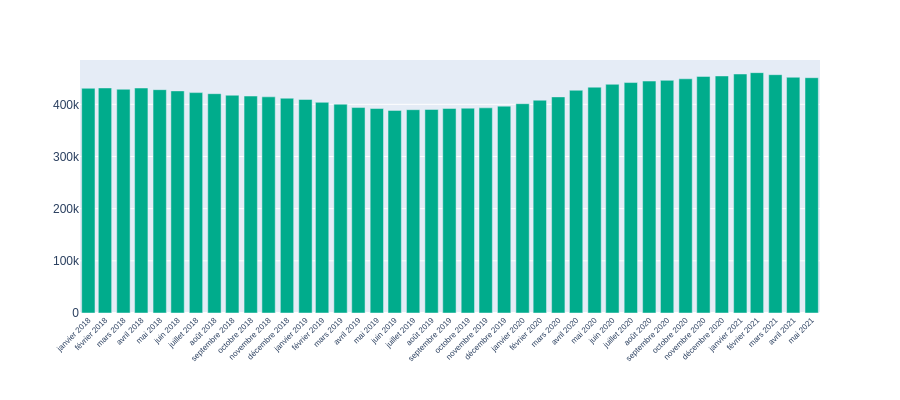 400k
300k
200k
100k
0
janvier 2018
février 2018
mars 2018
avril 2018
mai 2018
juin 2018
juillet 2018
août 2018
septembre 2018
octobre 2018
novembre 2018
décembre 2018
janvier 2019
février 2019
mars 2019
avril 2019
mai 2019
juin 2019
juillet 2019
août 2019
septembre 2019
octobre 2019
novembre 2019
décembre 2019
janvier 2020
février 2020
mars 2020
avril 2020
mai 2020
juin 2020
juillet 2020
août 2020
septembre 2020
octobre 2020
novembre 2020
décembre 2020
janvier 2021
février 2021
mars 2021
avril 2021
mai 2021